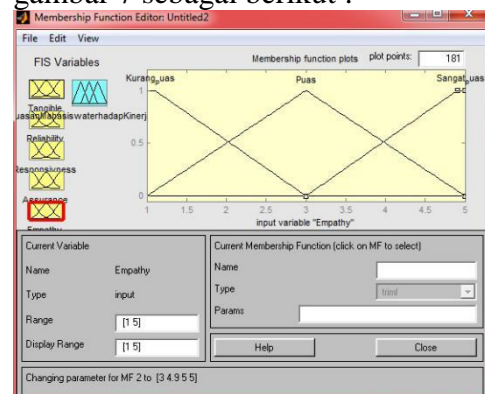 gambar 7 sebagai berikut :
Membership Function Editor: Untitled2
File Edit View
FIS Variables
Membership function plots
plot points:
181
Kurang_puas
Puas
Sangat_puas
Tangible
Reliability
Responsivness
Assurance
Empathy
1
0.5
0
1 1.5 2 2.5 3 3.5 4 4.5 5
input variable "Empathy"
Current Variable
Name Empathy
Type input
Range [1 5]
Display Range [1 5]
Current Membership Function (click on MF to select)
Name
Type trimf
Params
Help Close
Changing parameter for MF 2 to [3 4.9 5 5]